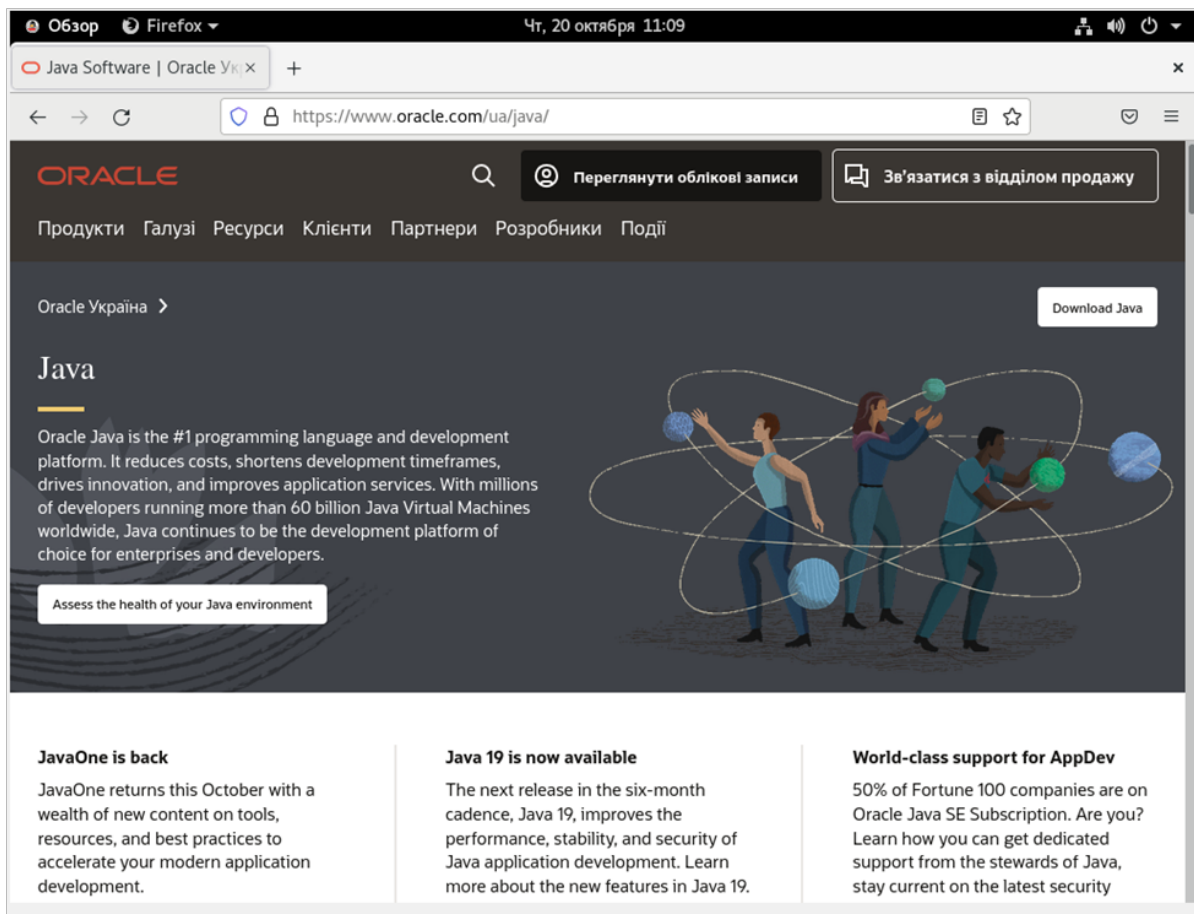 Обзор Firefox Чт, 20 октября 11:09
Java Software | Oracle Ук
https://www.oracle.com/ua/java/
ORACLE Переглянути облікові записи Зв'язатися з відділом продажу
Продукти Галузі Ресурси Клієнти Партнери Розробники Події
Oracle Україна Download Java
Java
Oracle Java is the #1 programming language and development
platform. It reduces costs, shortens development timeframes,
drives innovation, and improves application services. With millions
of developers running more than 60 billion Java Virtual Machines
worldwide, Java continues to be the development platform of
choice for enterprises and developers.
Assess the health of your Java environment
JavaOne is back
JavaOne returns this October with a
wealth of new content on tools,
resources, and best practices to
accelerate your modern application
development.
Java 19 is now available
The next release in the six-month
cadence, Java 19, improves the
performance, stability, and security of
Java application development. Learn
more about the new features in Java 19.
World-class support for AppDev
50% of Fortune 100 companies are on
Oracle Java SE Subscription. Are you?
Learn how you can get dedicated
support from the stewards of Java,
stay current on the latest security